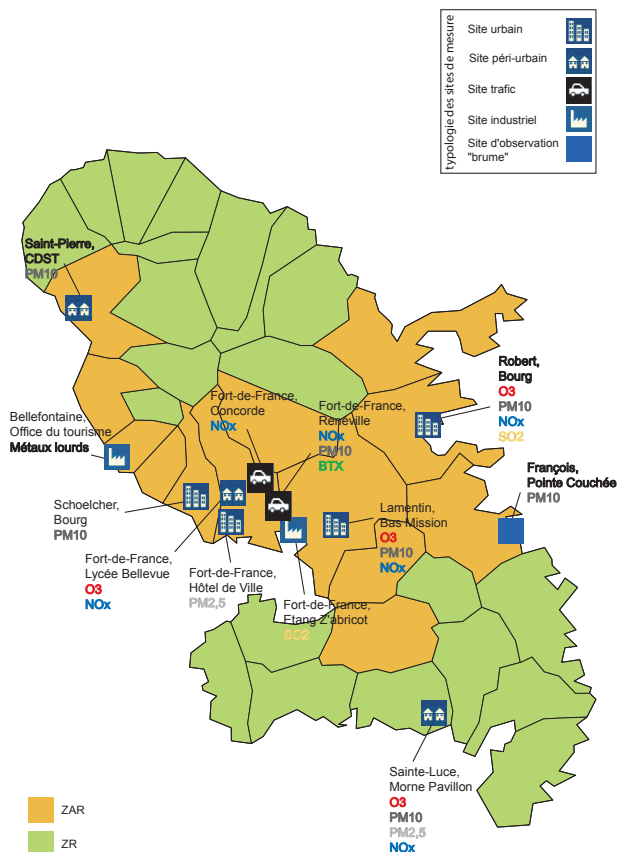 typologie des sites de mesure
Site urbain
Site péri-urbain
Site trafic
Site industriel
Site d'observation
"brume"
Saint-Pierre,
CDST
PM10
Robert,
Bourg
O3
PM10
NOx
SO2
Fort-de-France,
Concorde
NOx
Fort-de-France,
Renéville
NOx
PM10
BTX
Bellefontaine,
Office du tourisme
Métaux lourds
François,
Pointe Couchée
PM10
Schoelcher,
Bourg
PM10
Lamentin,
Bas Mission
O3
PM10
NOx
Fort-de-France,
Lycée Bellevue
O3
NOx
Fort-de-France,
Hôtel de Ville
PM2,5
Fort-de-France,
Etang Z'abricot
SO2
Sainte-Luce,
Morne Pavillon
O3
PM10
PM2,5
NOx
ZAR
ZR